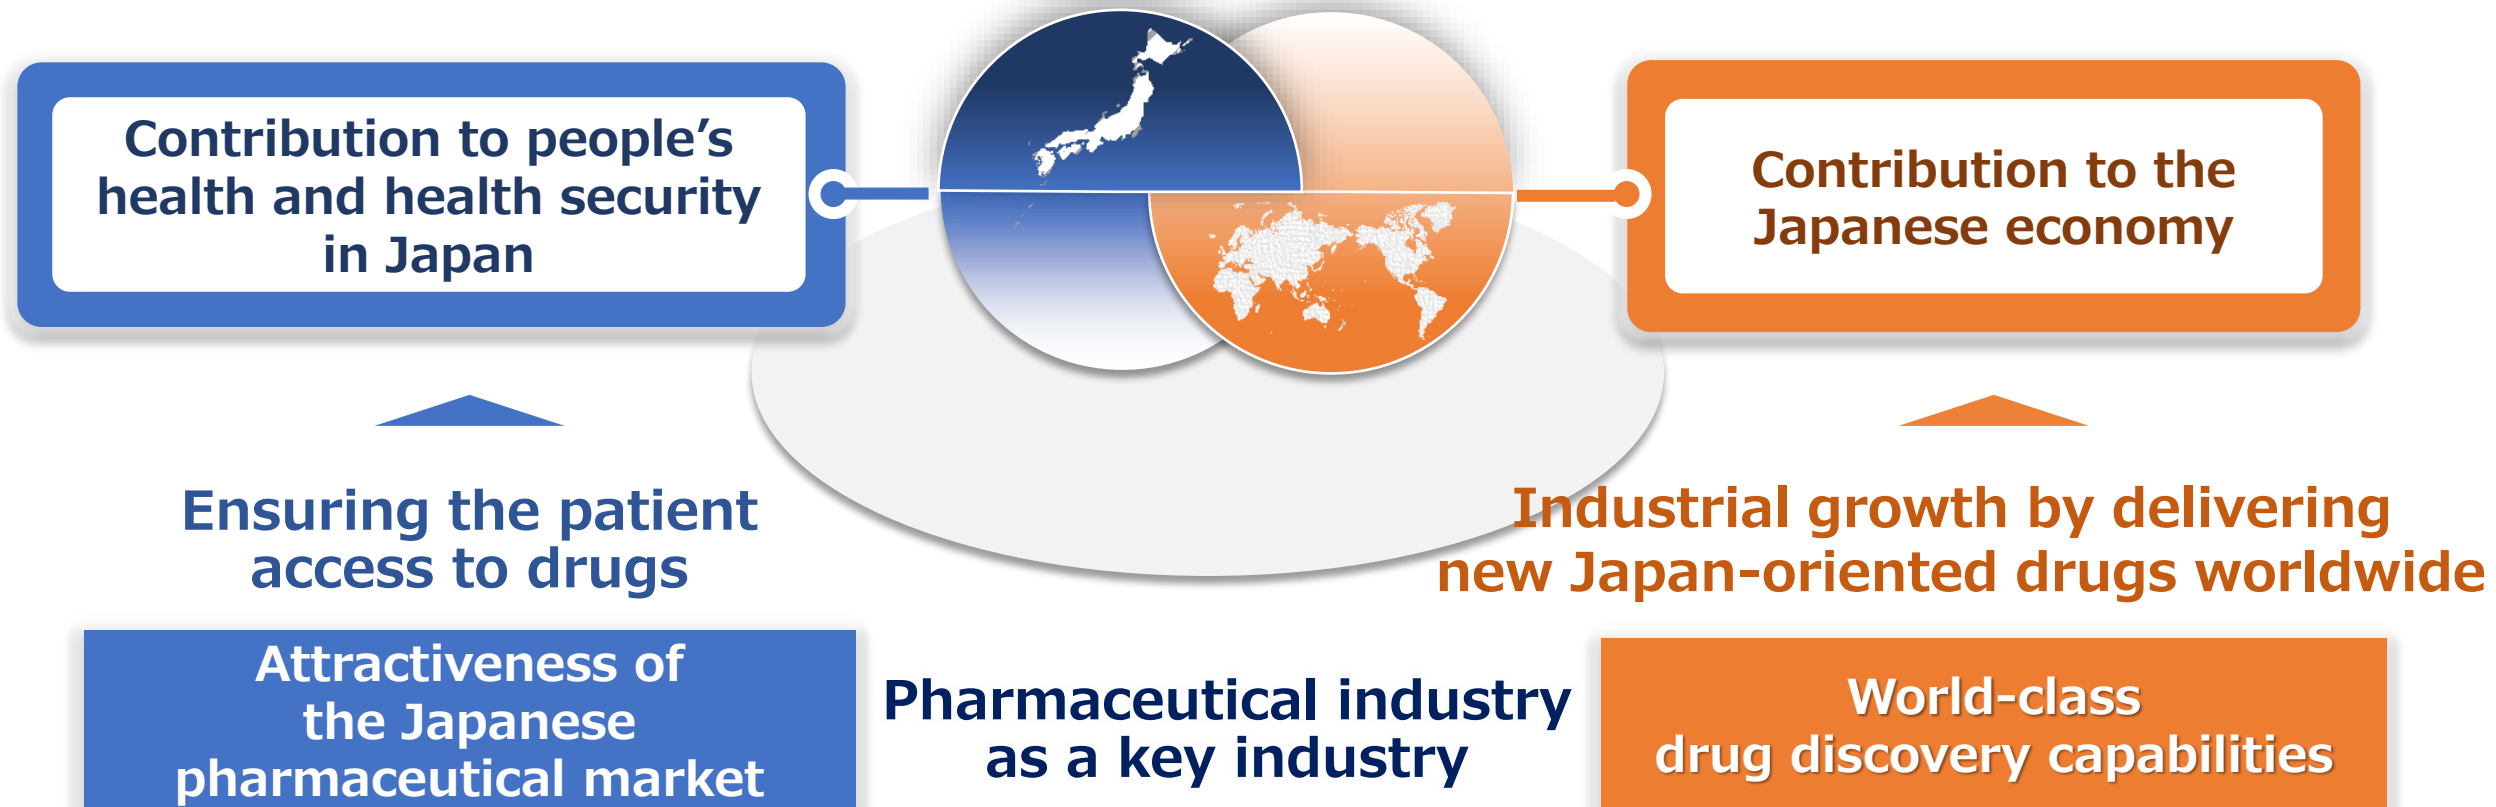 Contribution to people’s
health and health security
in Japan
Contribution to the
Japanese economy
Ensuring the patient
access to drugs
Industrial growth by delivering
new Japan-oriented drugs worldwide
Attractiveness of
the Japanese
pharmaceutical market
Pharmaceutical industry
as a key industry
World-class
drug discovery capabilities